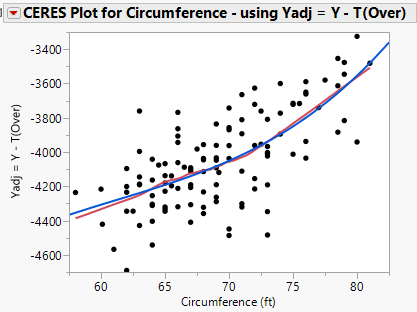 CERES Plot for Circumference - using Yadj = Y - T(Over)
Yadj = Y - T(Over)
-3400
-3600
-3800
-4000
-4200
-4400
-4600
60 65 70 75 80
Circumference (ft)